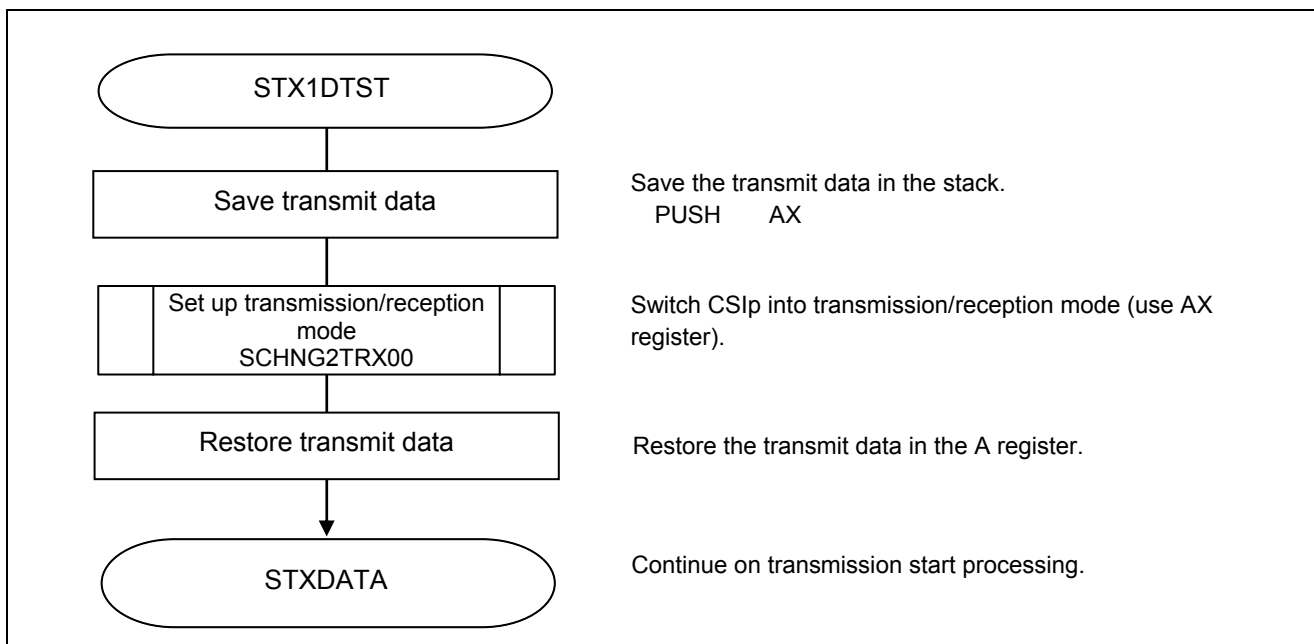 STX1DTST
Save transmit data
Save the transmit data in the stack.
PUSH AX
Set up transmission/reception
mode
SCHNG2TRX00
Switch CSIp into transmission/reception mode (use AX
register).
Restore transmit data
Restore the transmit data in the A register.
STXDATA
Continue on transmission start processing.